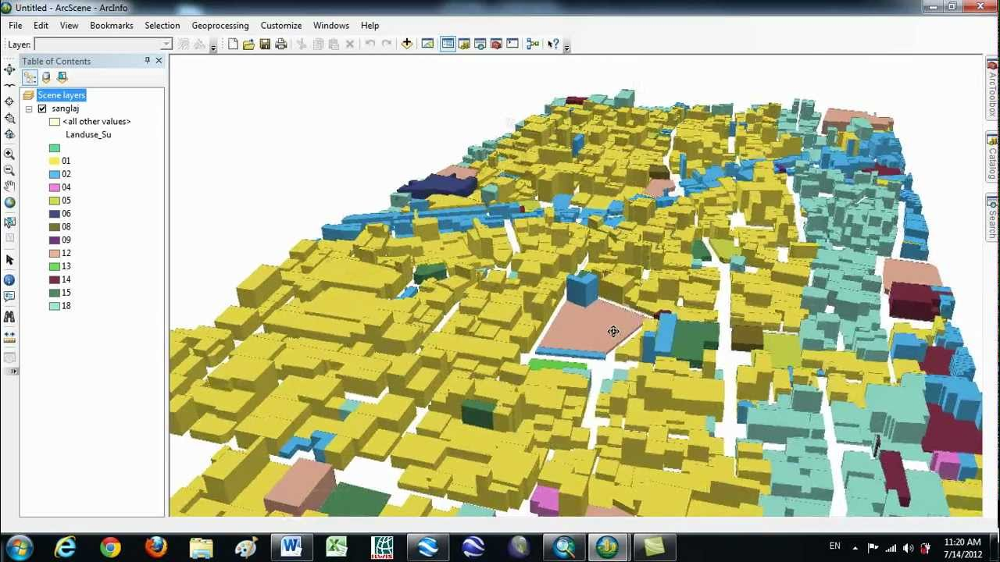 Untitled - ArcScene - ArcInfo
File Edit View Bookmarks Selection Geoprocessing Customize Windows Help
Layer:
Table of Contents
Scene layers
sanglaj
<all other values>
Landuse_Su
01
02
04
05
06
08
09
12
13
14
15
18
ArcToolbox
Catalog
Search
W
ILWIS
EN
11:20 AM
7/14/2012